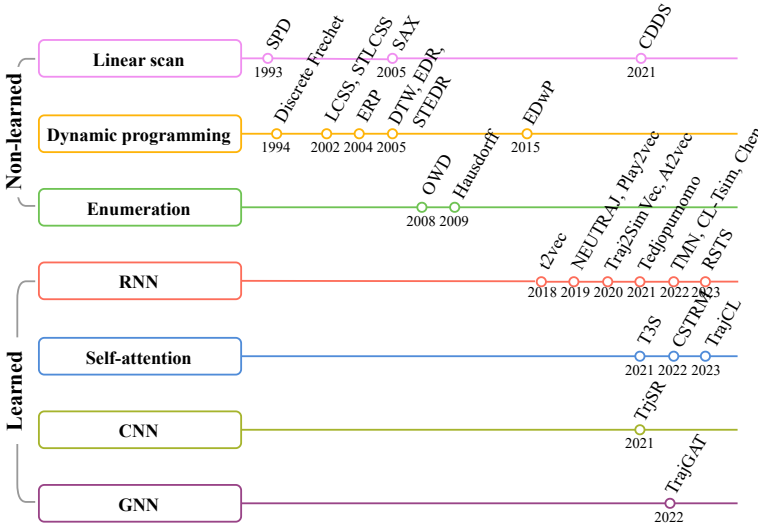 Non-learned
Linear scan
SPD
1993
SAX
2005
CDDS
2021
Dynamic programming
Discrete Frechet
1994
LCSS, STLCSS
2002
ERP
2004
DTW, EDR,
STEDR
2005
EDwP
2015
Enumeration
OWD
2008
Hausdorff
2009
Learned
RNN
t2vec
2018
NEUTRAJ, Play2vec
2019
Traj2SimVec, At2vec
2020
Tedjopurnomo
2021
TMN, CL-Tsim, Chen
2022
RSTS
2023
Self-attention
T3S
2021
CSTRM
2022
TrajCL
2023
CNN
TrjSR
2021
GNN
TrajGAT
2022